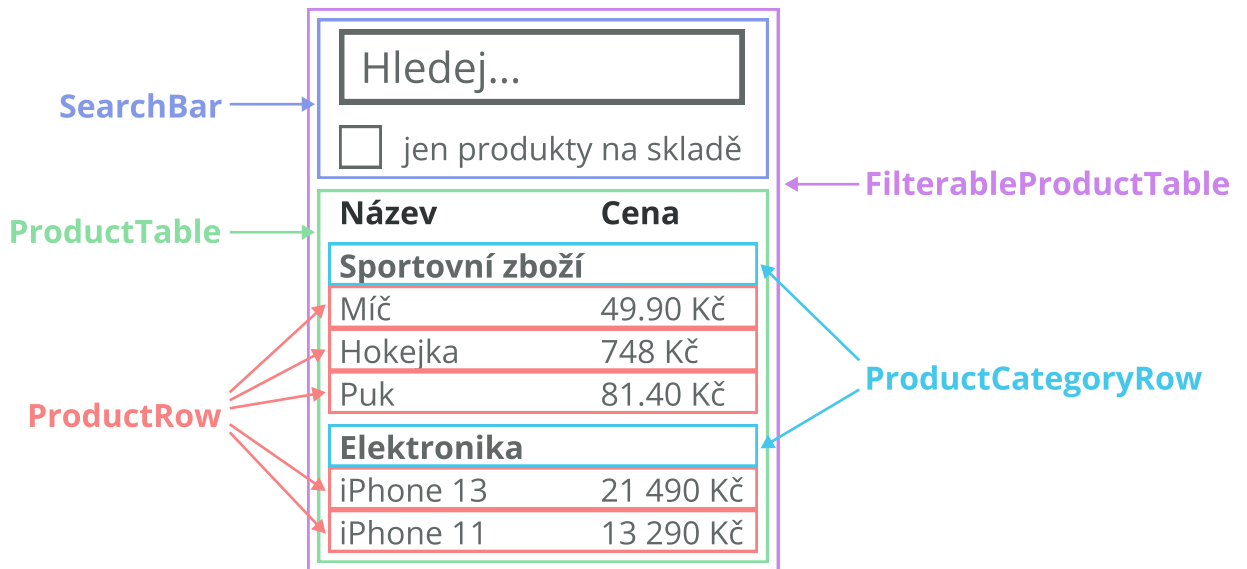 Hledej...
SearchBar
jen produkty na skladě
FilterableProductTable
Název Cena
ProductTable
Sportovní zboží
Míč 49.90 Kč
Hokejka 748 Kč
ProductCategoryRow
Puk 81.40 Kč
ProductRow
Elektronika
iPhone 13 21 490 Kč
iPhone 11 13 290 Kč